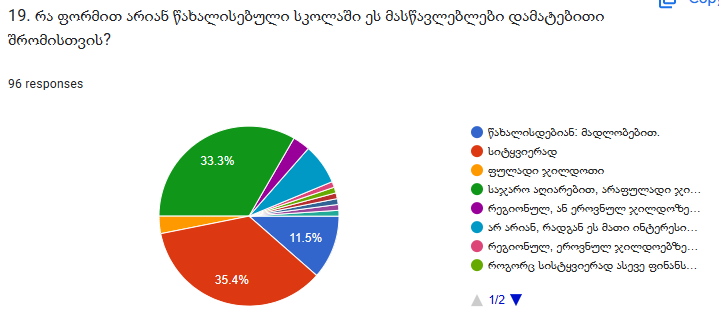 19. რა ფორმით არიან წახალისებული სკოლაში ეს მასწავლებლები დამატებითი
შრომისთვის?
96 responses
33.3%
11.5%
35.4%
წახალისდებიან: მადლობებით.
სიტყვიერად
ფულადი ჯილდოთი
საჯარო აღიარებით, არაფულადი ჯი...
რეგიონულ, ან ეროვნულ ჯილდოზე...
არ არიან, რადგან ეს მათი ინტერესი...
რეგიონულ, ეროვნულ ჯილდოებზე...
როგორც სისტყვიერად ასევე ფინანს...
1/2